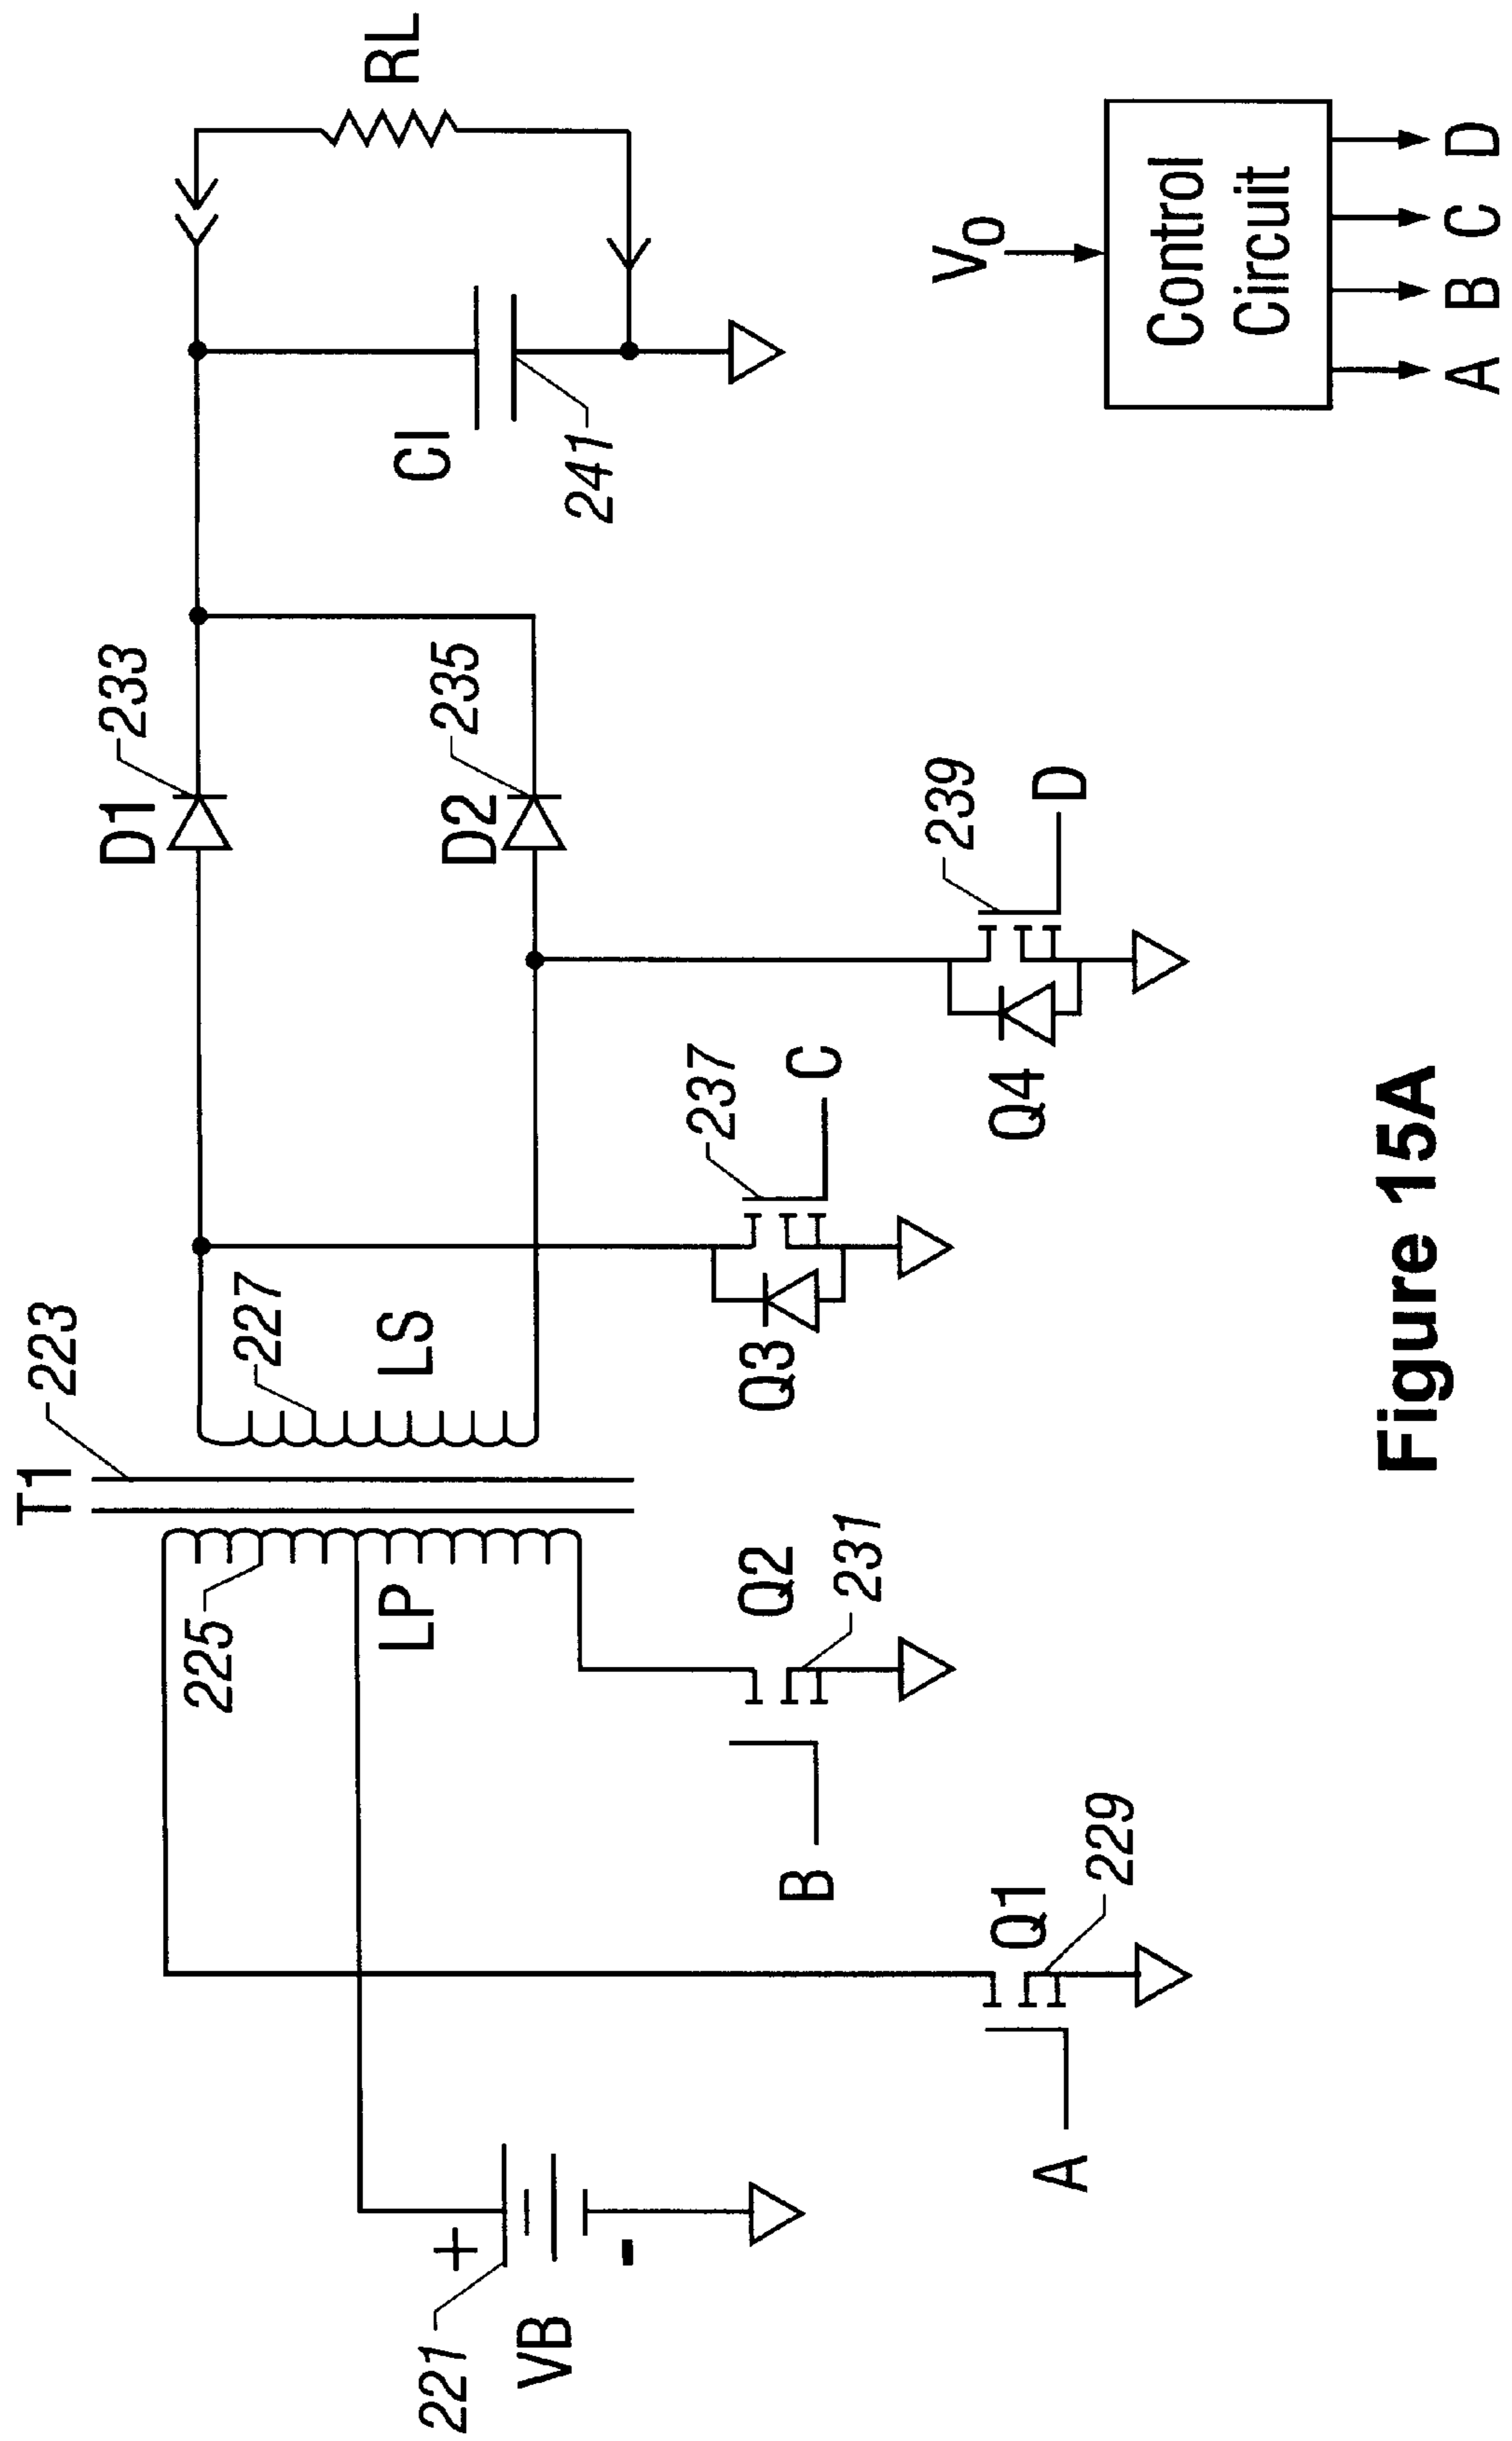 T1
223
225
LP
227
LS
D1
233
D2
235
RL
CI
241
221
+
VB
-
A
Q1
229
B
Q2
231
Q3
237
C
Q4
239
D
VO
Control
Circuit
A B C D
Figure 15A